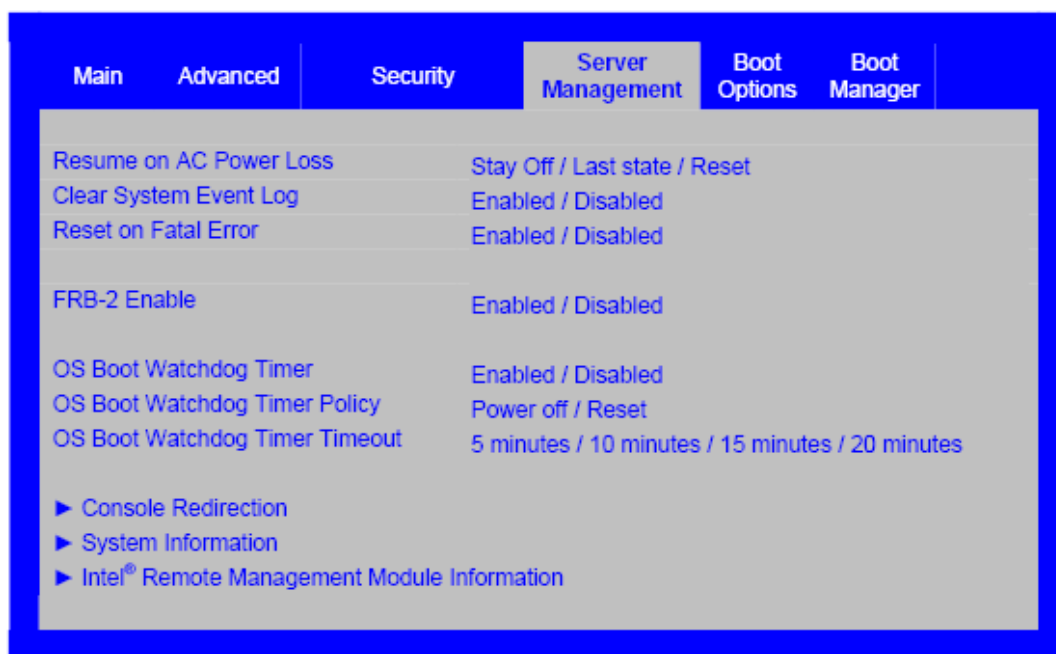 Main Advanced Security Server Management Boot Options Boot Manager
Resume on AC Power Loss Stay Off / Last state / Reset
Clear System Event Log Enabled / Disabled
Reset on Fatal Error Enabled / Disabled
FRB-2 Enable Enabled / Disabled
OS Boot Watchdog Timer Enabled / Disabled
OS Boot Watchdog Timer Policy Power off / Reset
OS Boot Watchdog Timer Timeout 5 minutes / 10 minutes / 15 minutes / 20 minutes
► Console Redirection
► System Information
► Intel® Remote Management Module Information